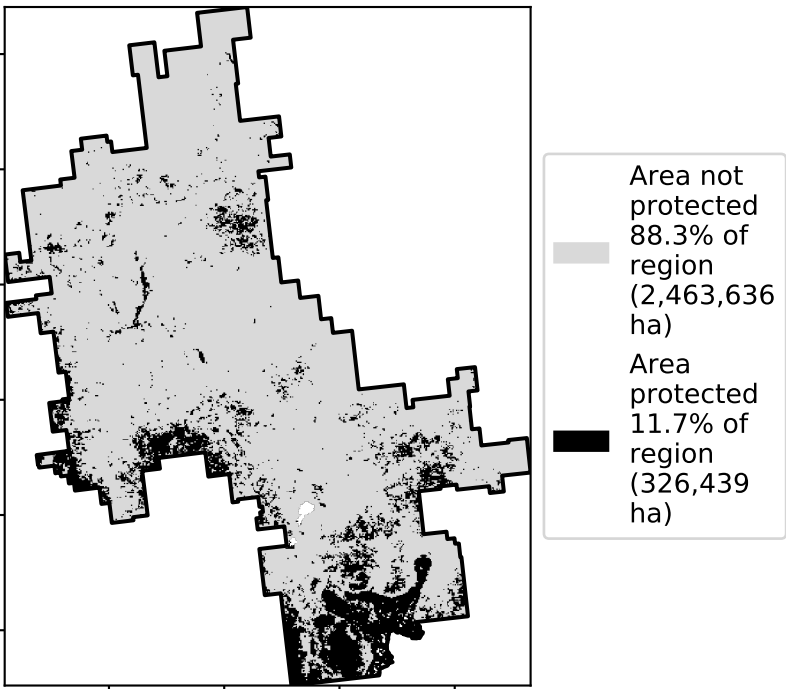 Area not
protected
88.3% of
region
(2,463,636
ha)
Area
protected
11.7% of
region
(326,439
ha)